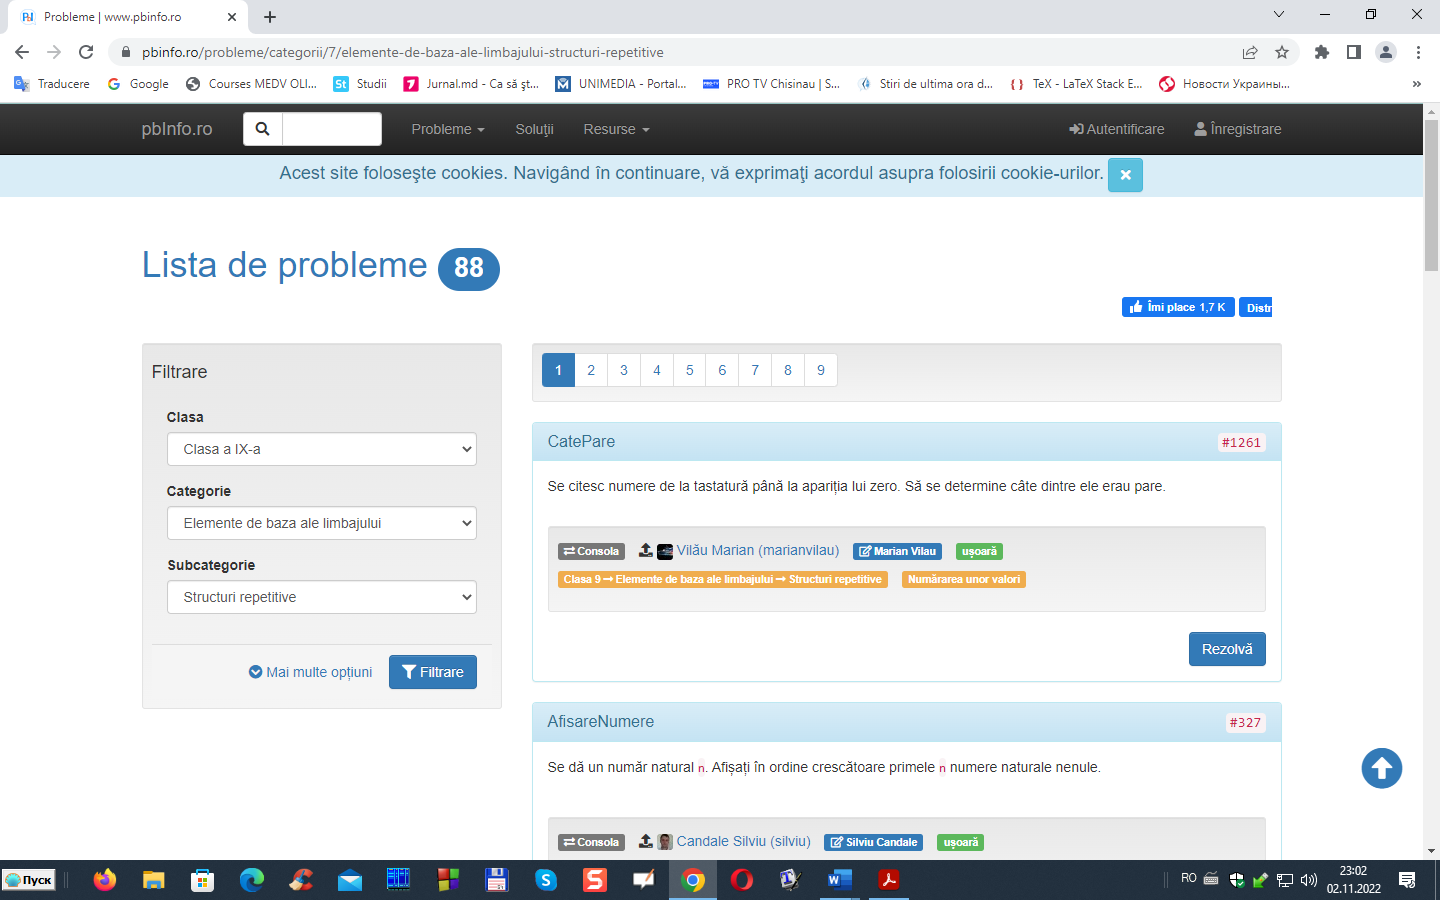 Probleme | www.pbinfo.ro
pbinfo.ro/probleme/categorii/7/elemente-de-baza-ale-limbajului-structuri-repetitive
Traducere Google Courses MEDV OLI... St Studii 7 Jurnal.md - Ca să şt... UNIMEDIA - Portal... PRO TV Chisinau | S... Stiri de ultima ora d... { } TeX - LaTeX Stack E... Новости Украины... »
pbInfo.ro Probleme Soluţii Resurse Autentificare Înregistrare
Acest site foloseşte cookies. Navigând în continuare, vă exprimaţi acordul asupra folosirii cookie-urilor. ×
Lista de probleme 88
Îmi place 1,7 K Distr
Filtrare
Clasa
Clasa a IX-a
Categorie
Elemente de baza ale limbajului
Subcategorie
Structuri repetitive
Mai multe opțiuni Filtrare
1 2 3 4 5 6 7 8 9
CatePare #1261
Se citesc numere de la tastatură până la apariția lui zero. Să se determine câte dintre ele erau pare.
Consola Vilău Marian (marianvilau) Marian Vilau ușoară
Clasa 9 → Elemente de baza ale limbajului → Structuri repetitive Numărarea unor valori
Rezolvă
AfisareNumere #327
Se dă un număr natural n. Afișați în ordine crescătoare primele n numere naturale nenule.
Consola Candale Silviu (silviu) Silviu Candale ușoară
Пуск
RO
23:02
02.11.2022